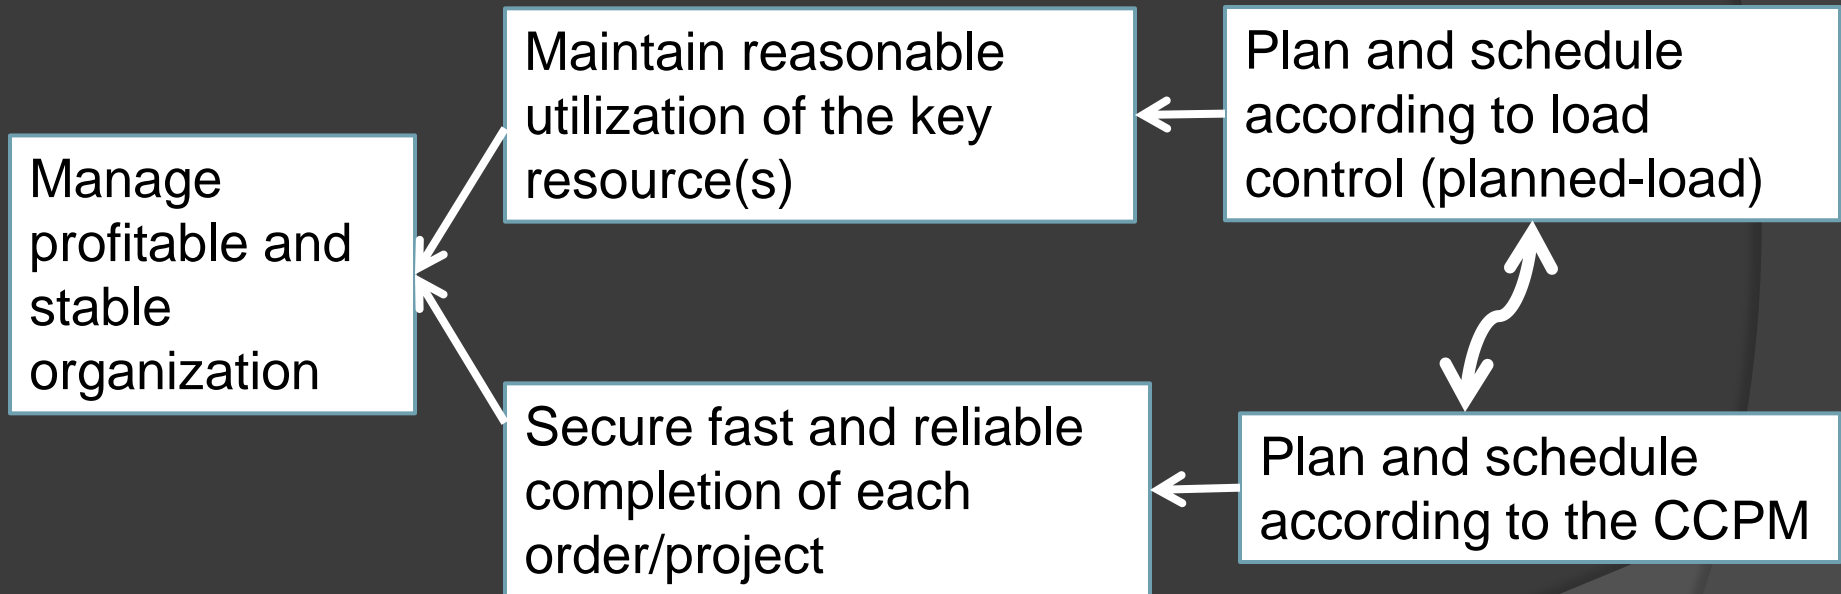 Manage
profitable and
stable
organization
Maintain reasonable
utilization of the key
resource(s)
Plan and schedule
according to load
control (planned-load)
Secure fast and reliable
completion of each
order/project
Plan and schedule
according to the CCPM